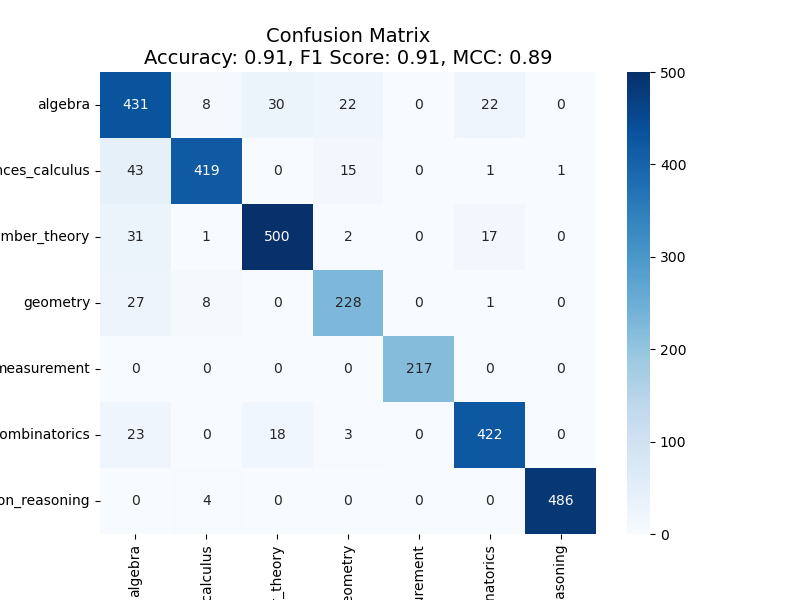 Confusion Matrix
Accuracy: 0.91, F1 Score: 0.91, MCC: 0.89
algebra 431 8 30 22 0 22 0
nces_calculus 43 419 0 15 0 1 1
mber_theory 31 1 500 2 0 17 0
geometry 27 8 0 228 0 1 0
measurement 0 0 0 0 217 0 0
ombinatorics 23 0 18 3 0 422 0
on_reasoning 0 4 0 0 0 0 486
algebra
calculus
_theory
eometry
urement
natorics
asoning
500
400
300
200
100
0